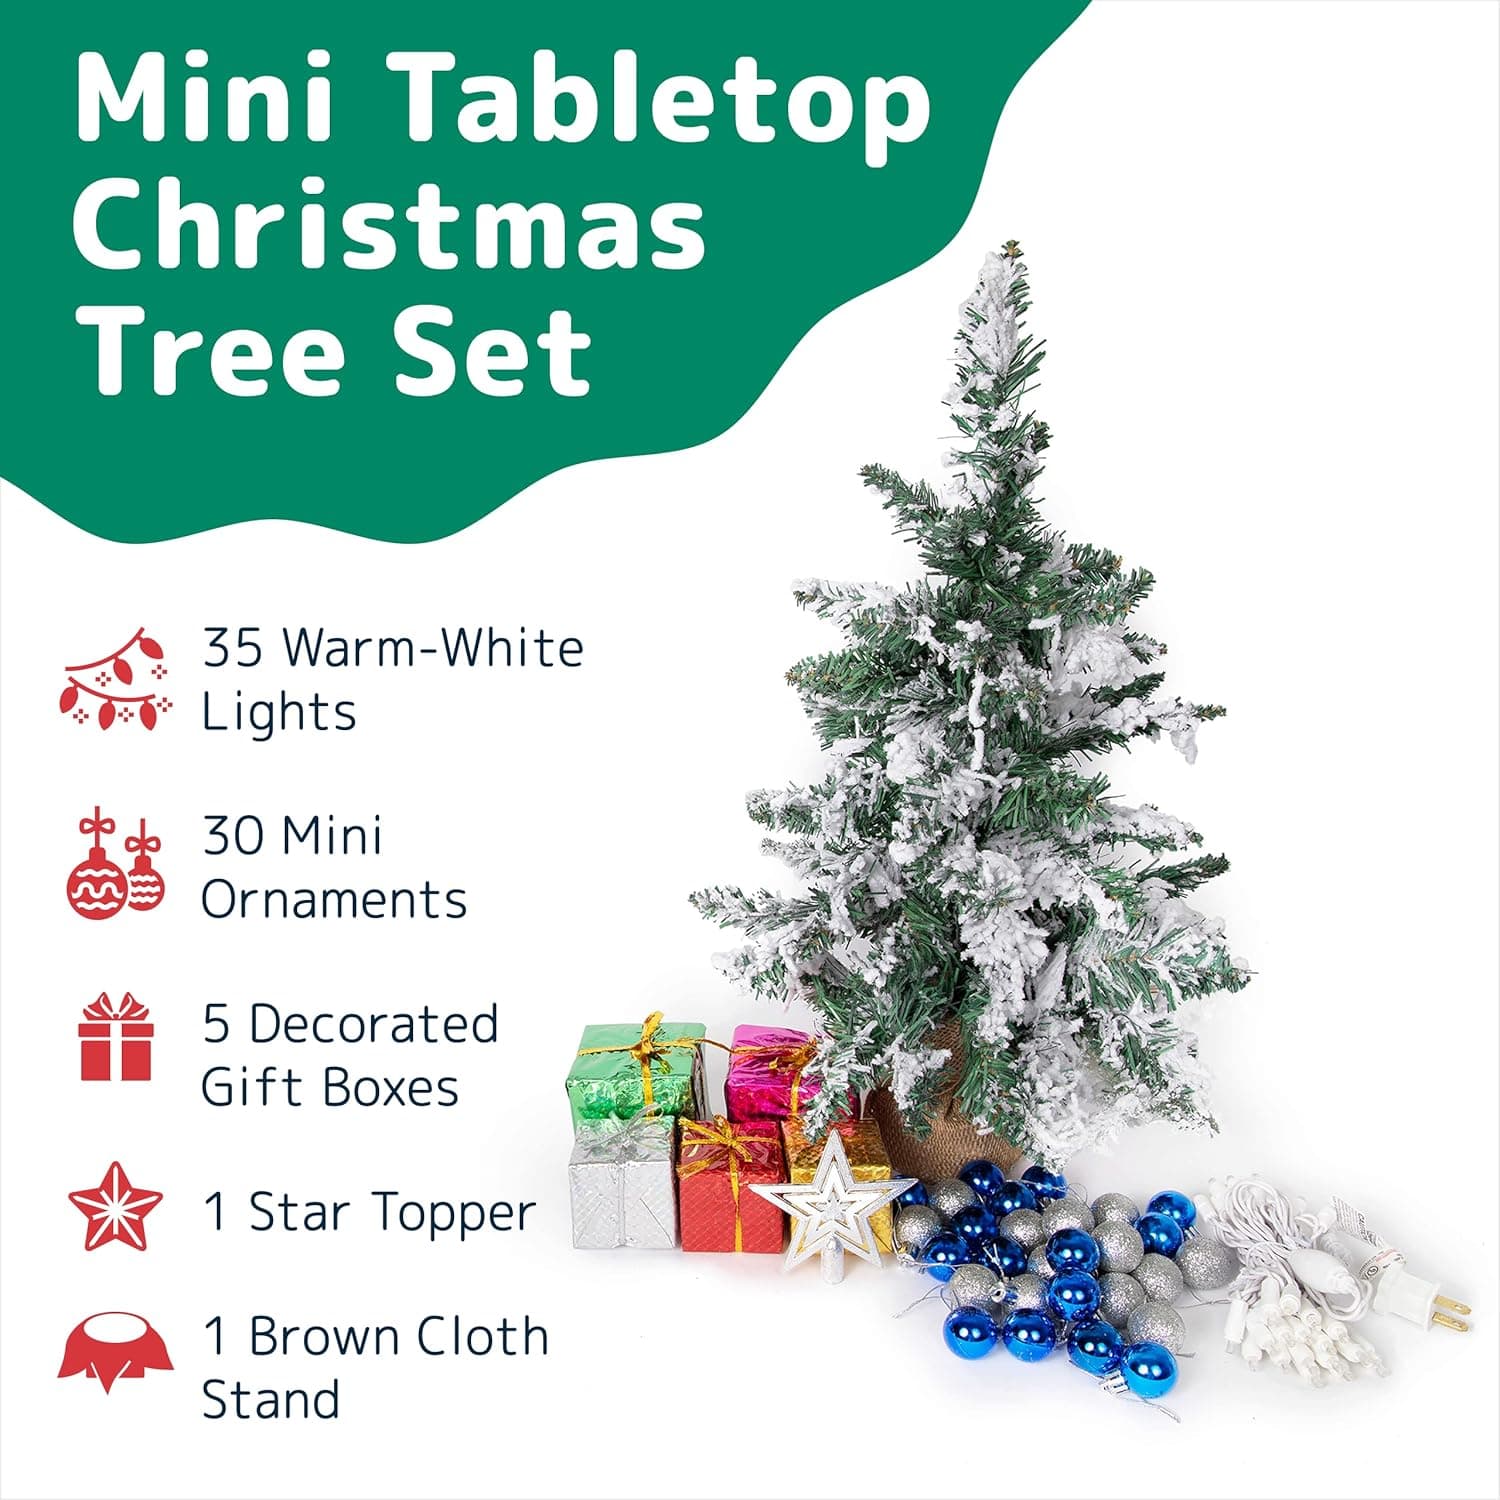 Mini Tabletop
Christmas
Tree Set
35 Warm-White
Lights
30 Mini
Ornaments
5 Decorated
Gift Boxes
1 Star Topper
1 Brown Cloth
Stand